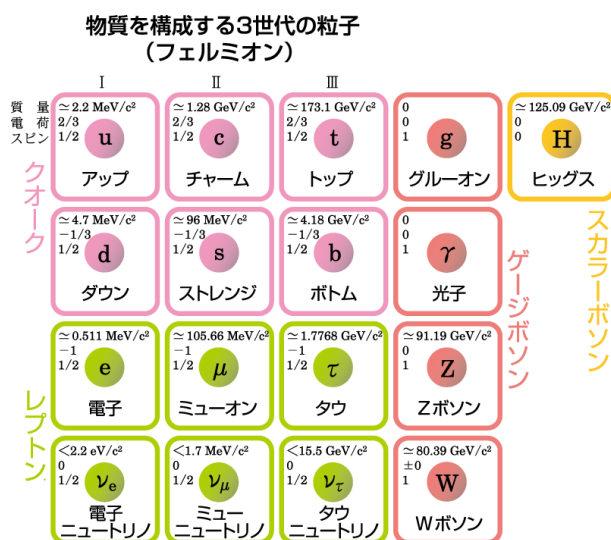 物質を構成する3世代の粒子
(フェルミオン)
I
II
III
質量
電荷
スピン
クオーク
レプトン
ゲージボソン
スカラーボソン
≃2.2 MeV/c²
2/3
1/2
u
アップ
≃1.28 GeV/c²
2/3
1/2
c
チャーム
≃173.1 GeV/c²
2/3
1/2
t
トップ
0
0
1
g
グルーオン
≃125.09 GeV/c²
0
0
H
ヒッグス
≃4.7 MeV/c²
−1/3
1/2
d
ダウン
≃96 MeV/c²
−1/3
1/2
s
ストレンジ
≃4.18 GeV/c²
−1/3
1/2
b
ボトム
0
0
1
γ
光子
≃0.511 MeV/c²
−1
1/2
e
電子
≃105.66 MeV/c²
−1
1/2
μ
ミューオン
≃1.7768 GeV/c²
−1
1/2
τ
タウ
≃91.19 GeV/c²
0
1
Z
Zボソン
<2.2 eV/c²
0
1/2
νe
電子
ニュートリノ
<1.7 MeV/c²
0
1/2
νμ
ミュー
ニュートリノ
<15.5 GeV/c²
0
1/2
ντ
タウ
ニュートリノ
≃80.39 GeV/c²
±0
1
W
Wボソン